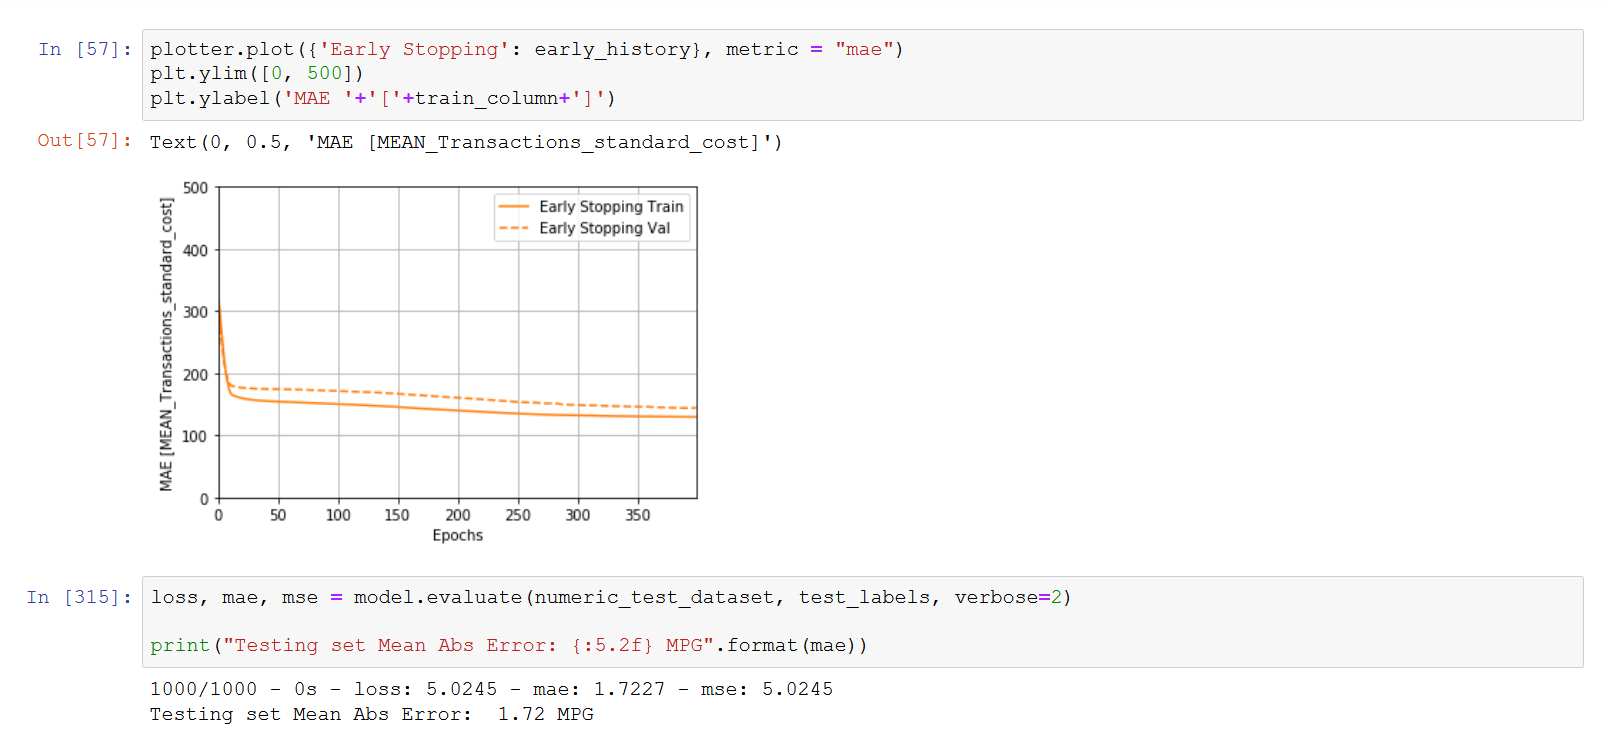 In [57]: plotter.plot({'Early Stopping': early_history}, metric = "mae")
plt.ylim([0, 500])
plt.ylabel('MAE '+'['+train_column+']')
Out[57]: Text(0, 0.5, 'MAE [MEAN_Transactions_standard_cost]')
MAE [MEAN_Transactions_standard_cost]
500
400
300
200
100
0
Early Stopping Train
Early Stopping Val
0 50 100 150 200 250 300 350
Epochs
In [315]: loss, mae, mse = model.evaluate(numeric_test_dataset, test_labels, verbose=2)
print("Testing set Mean Abs Error: {:5.2f} MPG".format(mae))
1000/1000 - 0s - loss: 5.0245 - mae: 1.7227 - mse: 5.0245
Testing set Mean Abs Error:  1.72 MPG